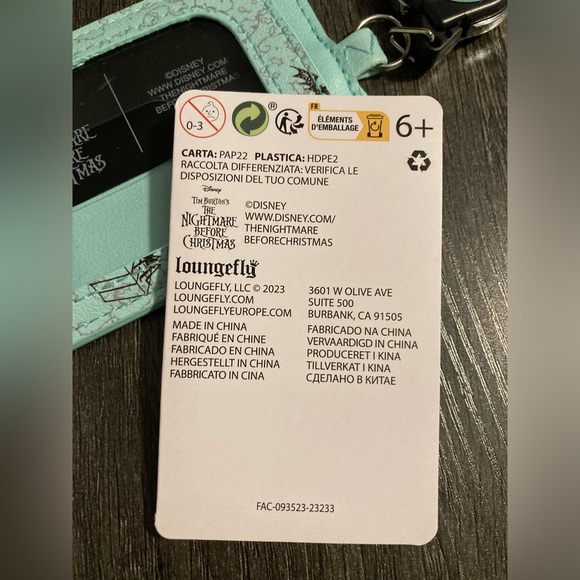 ©DISNEY
WWW.DISNEY.COM/
THENIGHTMARE
BEFORECHRISTMAS
CHRISTMAS
0-3
®
FR
ÉLÉMENTS
D'EMBALLAGE
6+
CARTA: PAP22 PLASTICA: HDPE2
RACCOLTA DIFFERENZIATA: VERIFICA LE
DISPOSIZIONI DEL TUO COMUNE
Disney
TIM BURTON'S
THE
NIGHTMARE
BEFORE
CHRISTMAS
©DISNEY
WWW.DISNEY.COM/
THENIGHTMARE
BEFORECHRISTMAS
loungefly
LOUNGEFLY, LLC © 2023
LOUNGEFLY.COM
LOUNGEFLYEUROPE.COM
3601 W OLIVE AVE
SUITE 500
BURBANK, CA 91505
MADE IN CHINA
FABRIQUÉ EN CHINE
FABRICADO EN CHINA
HERGESTELLT IN CHINA
FABBRICATO IN CINA
FABRICADO NA CHINA
VERVAARDIGD IN CHINA
PRODUCERET I KINA
TILLVERKAT I KINA
СДЕЛАНО В КИТАЕ
FAC-093523-23233